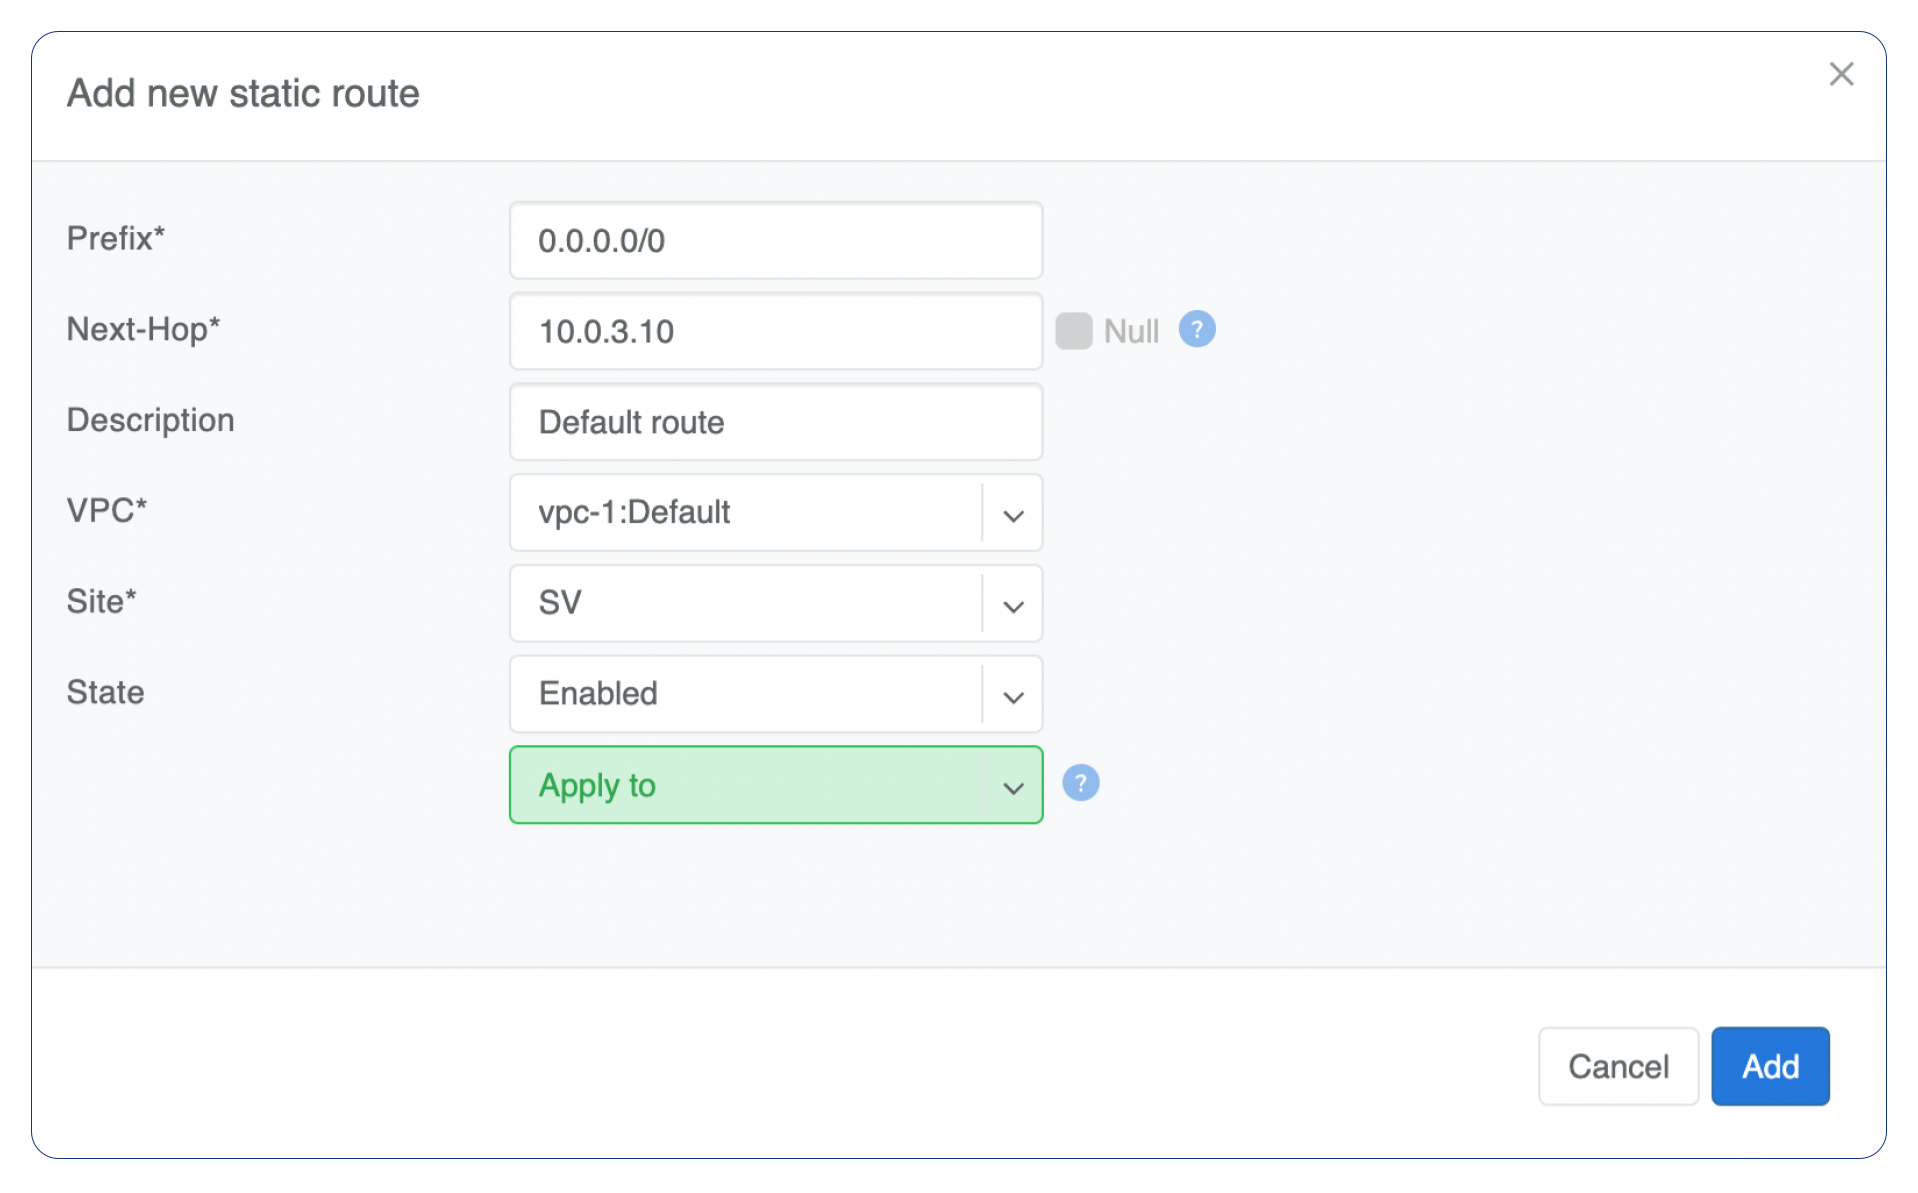 Add new static route
Prefix* 0.0.0.0/0
Next-Hop* 10.0.3.10 Null ?
Description Default route
VPC* vpc-1:Default
Site* SV
State Enabled
Apply to ?
Cancel Add